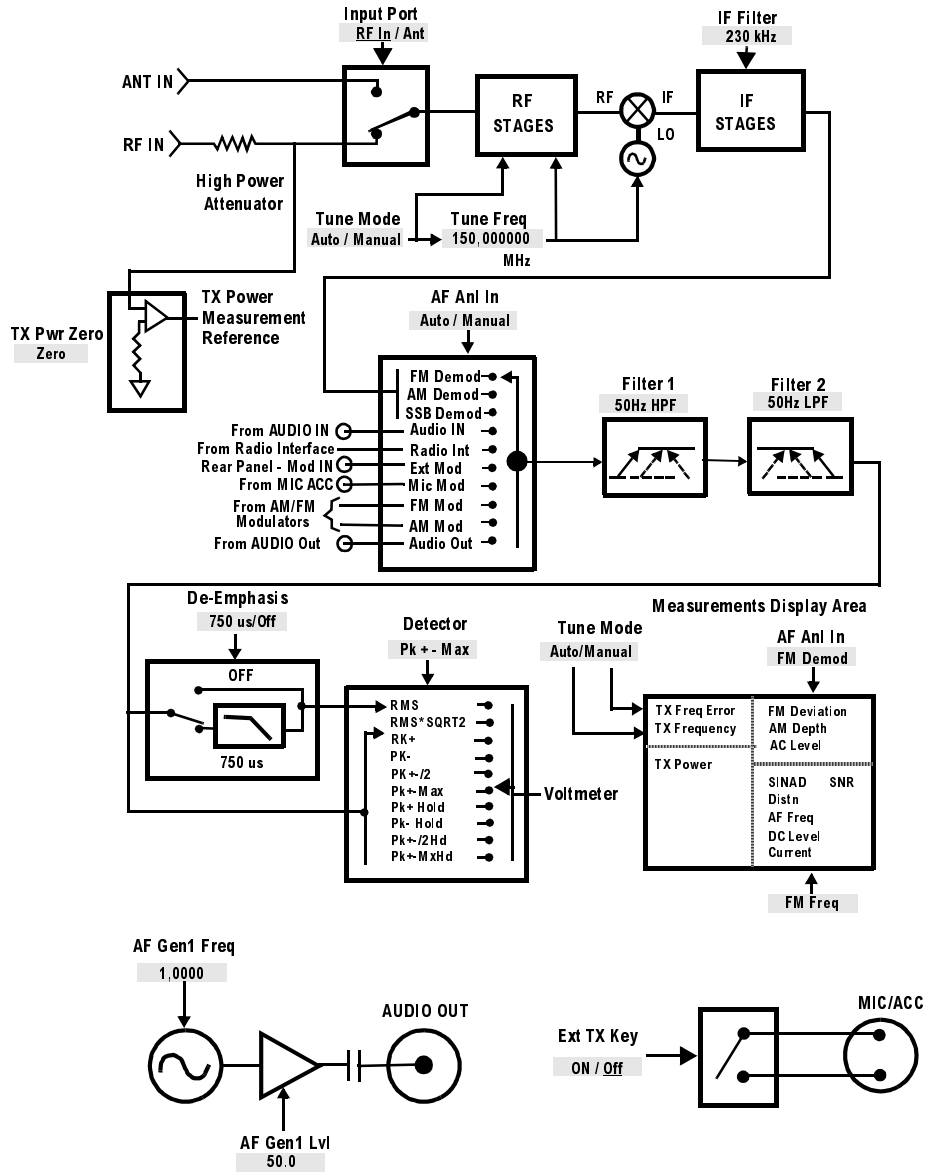 Input Port
RF In / Ant
IF Filter
230 kHz
ANT IN
RF IN
High Power
Attenuator
RF
STAGES
RF
IF
LO
IF
STAGES
Tune Mode
Auto / Manual
Tune Freq
150,000000
MHz
TX Pwr Zero
Zero
TX Power
Measurement
Reference
AF Anl In
Auto / Manual
FM Demod
AM Demod
SSB Demod
From AUDIO IN
Audio IN
From Radio Interface
Radio Int
Rear Panel - Mod IN
Ext Mod
From MIC ACC
Mic Mod
From AM/FM
Modulators
FM Mod
AM Mod
From AUDIO Out
Audio Out
Filter 1
50Hz HPF
Filter 2
50Hz LPF
De-Emphasis
750 us/Off
OFF
750 us
Detector
Pk + - Max
RMS
RMS*SQRT2
RK+
PK-
PK+-/2
Pk+-Max
Pk+ Hold
Pk- Hold
Pk+-/2Hd
Pk+-MxHd
Voltmeter
Measurements Display Area
Tune Mode
Auto/Manual
AF Anl In
FM Demod
TX Freq Error
TX Frequency
TX Power
FM Deviation
AM Depth
AC Level
SINAD SNR
Distn
AF Freq
DC Level
Current
FM Freq
AF Gen1 Freq
1,0000
AUDIO OUT
AF Gen1 Lvl
50.0
Ext TX Key
ON / Off
MIC/ACC